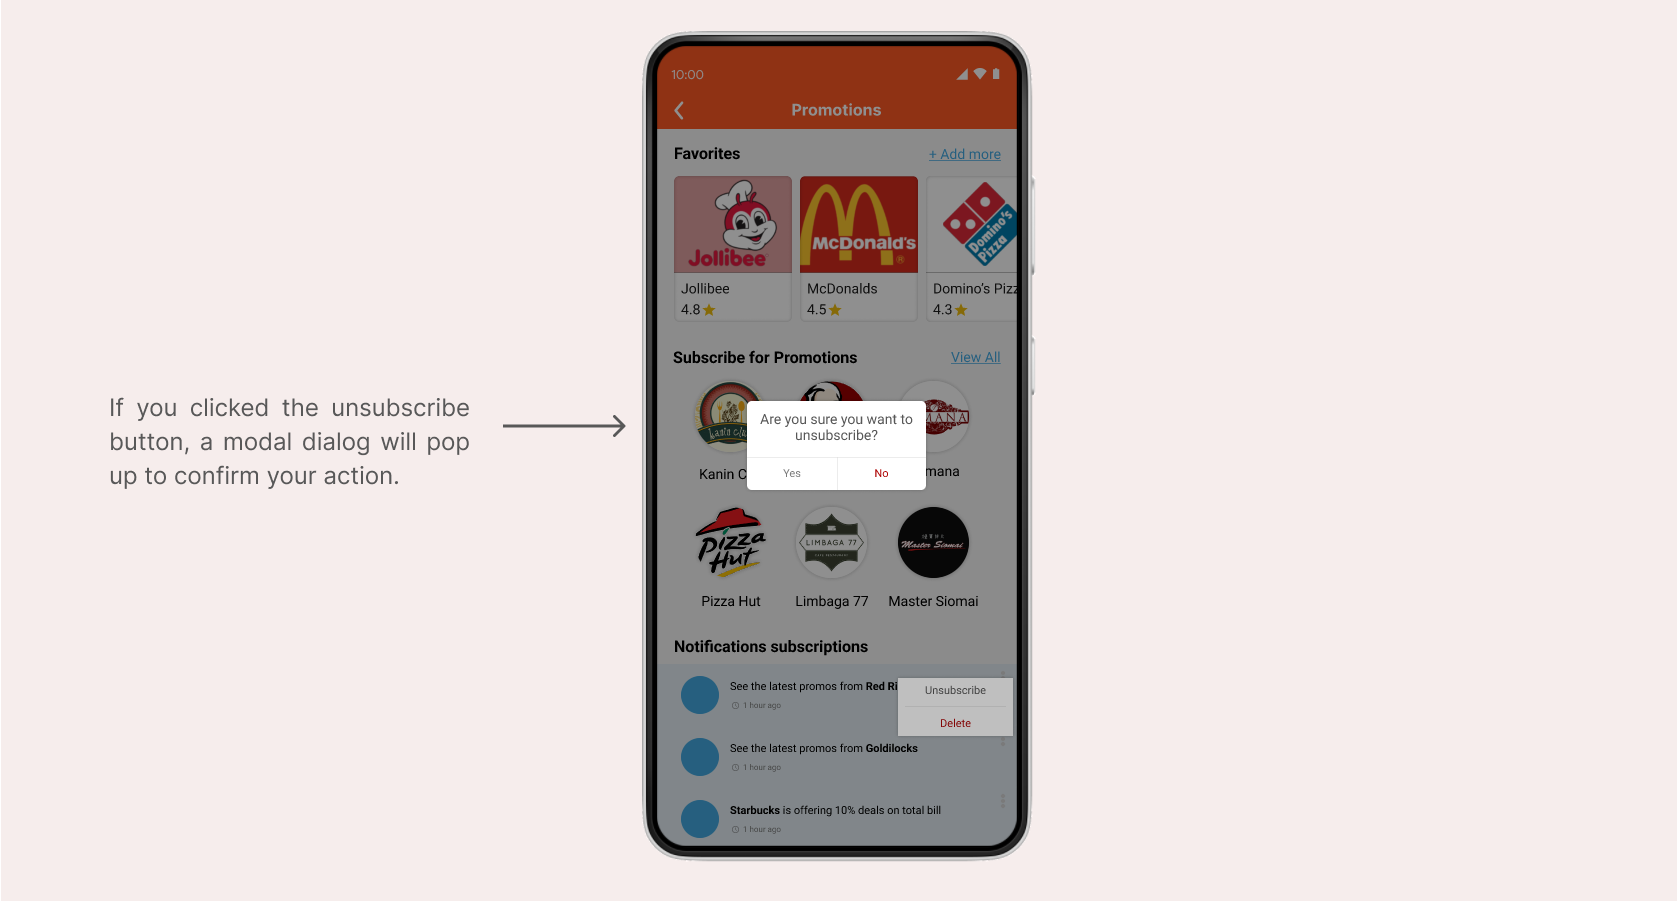 10:00
Promotions
Favorites
+ Add more
Jollibee
McDonald's
Domino's
Pizza
Jollibee
McDonalds
Domino's Pizz
4.8
4.5
4.3
Subscribe for Promotions
View All
If you clicked the unsubscribe
button, a modal dialog will pop
up to confirm your action.
Are you sure you want to
unsubscribe?
Yes
No
Kanin C
mana
Pizza
Hut
LIMBAGA 77
Master Siomai
Pizza Hut
Limbaga 77
Master Siomai
Notifications subscriptions
See the latest promos from Red Ri
1 hour ago
Unsubscribe
Delete
See the latest promos from Goldilocks
1 hour ago
Starbucks is offering 10% deals on total bill
1 hour ago